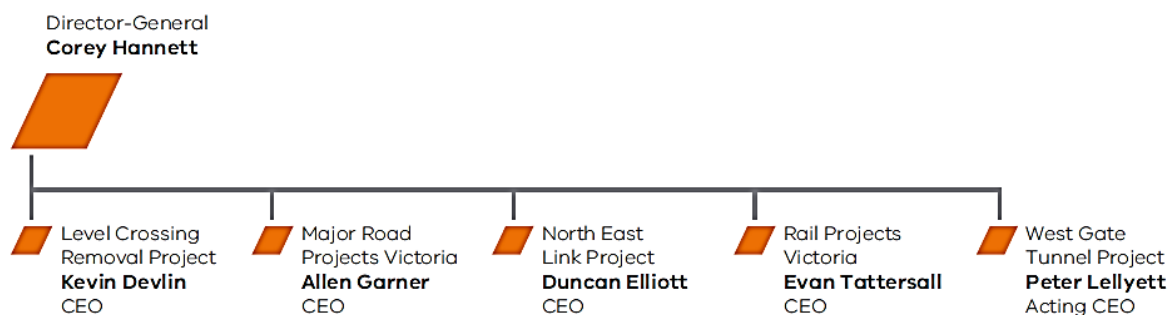 Director-General
Corey Hannett
Level Crossing
Removal Project
Kevin Devlin
CEO
Major Road
Projects Victoria
Allen Garner
CEO
North East
Link Project
Duncan Elliott
CEO
Rail Projects
Victoria
Evan Tattersall
CEO
West Gate
Tunnel Project
Peter Lellyett
Acting CEO